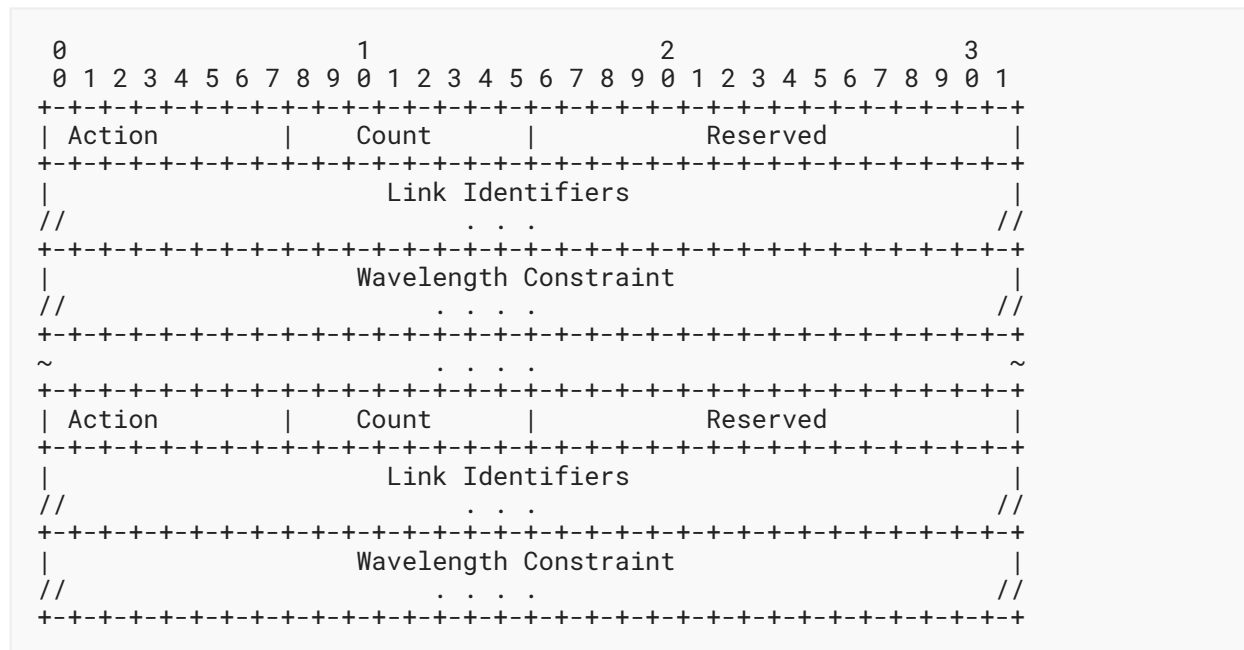 0                   1                   2                   3
 0 1 2 3 4 5 6 7 8 9 0 1 2 3 4 5 6 7 8 9 0 1 2 3 4 5 6 7 8 9 0 1
+-+-+-+-+-+-+-+-+-+-+-+-+-+-+-+-+-+-+-+-+-+-+-+-+-+-+-+-+-+-+-+-+
| Action        |    Count      |           Reserved            |
+-+-+-+-+-+-+-+-+-+-+-+-+-+-+-+-+-+-+-+-+-+-+-+-+-+-+-+-+-+-+-+-+
|                      Link Identifiers                         |
//                          . . .                              //
+-+-+-+-+-+-+-+-+-+-+-+-+-+-+-+-+-+-+-+-+-+-+-+-+-+-+-+-+-+-+-+-+
|                    Wavelength Constraint                      |
//                        . . . .                              //
+-+-+-+-+-+-+-+-+-+-+-+-+-+-+-+-+-+-+-+-+-+-+-+-+-+-+-+-+-+-+-+-+
~                         . . . .                               ~
+-+-+-+-+-+-+-+-+-+-+-+-+-+-+-+-+-+-+-+-+-+-+-+-+-+-+-+-+-+-+-+-+
| Action        |    Count      |           Reserved            |
+-+-+-+-+-+-+-+-+-+-+-+-+-+-+-+-+-+-+-+-+-+-+-+-+-+-+-+-+-+-+-+-+
|                      Link Identifiers                         |
//                          . . .                              //
+-+-+-+-+-+-+-+-+-+-+-+-+-+-+-+-+-+-+-+-+-+-+-+-+-+-+-+-+-+-+-+-+
|                    Wavelength Constraint                      |
//                        . . . .                              //
+-+-+-+-+-+-+-+-+-+-+-+-+-+-+-+-+-+-+-+-+-+-+-+-+-+-+-+-+-+-+-+-+